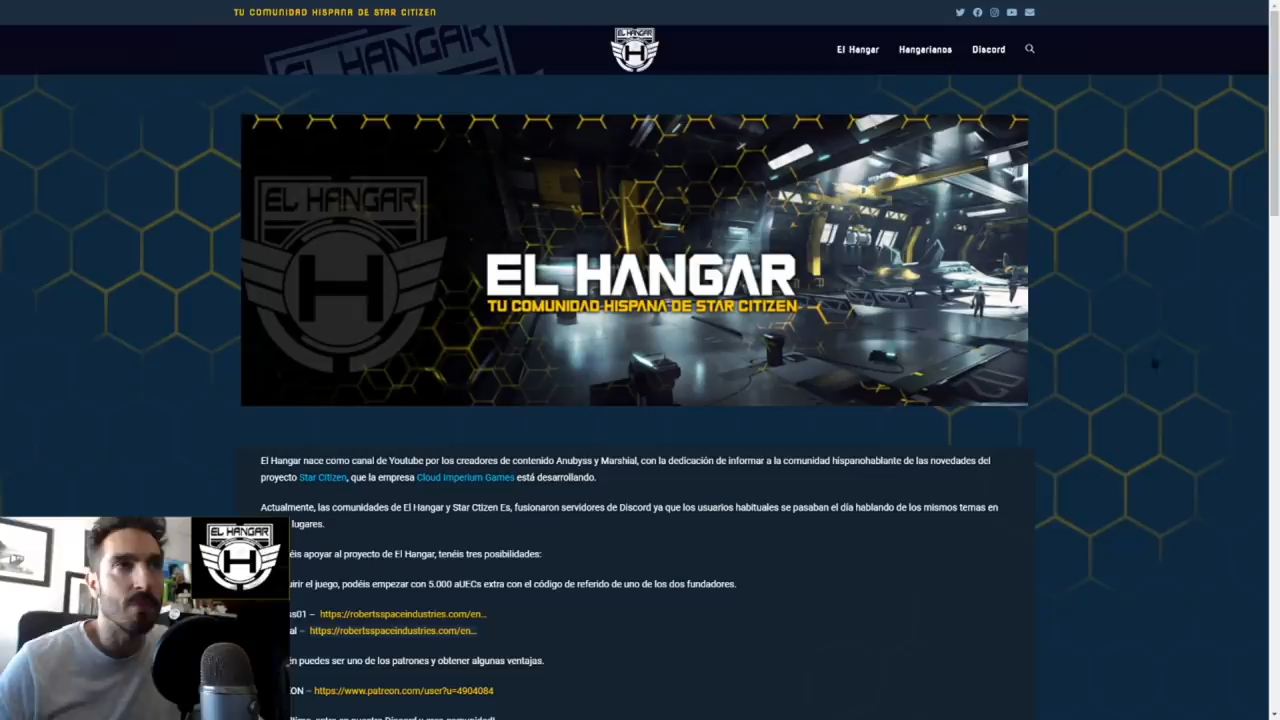 TU COMUNIDAD HISPANA DE STAR CITIZEN
EL HANGAR
EL HANGAR
H
El Hangar Hangarianos Discord
EL HANGAR
H
EL HANGAR
TU COMUNIDAD HISPANA DE STAR CITIZEN
El Hangar nace como canal de Youtube por los creadores de contenido Anubyss y Marshial, con la dedicación de informar a la comunidad hispanohablante de las novedades del
proyecto Star Citizen, que la empresa Cloud Imperium Games está desarrollando.
Actualmente, las comunidades de El Hangar y Star Ctizen Es, fusionaron servidores de Discord ya que los usuarios habituales se pasaban el día hablando de los mismos temas en
lugares.
éis apoyar al proyecto de El Hangar, tenéis tres posibilidades:
uirir el juego, podéis empezar con 5.000 aUECs extra con el código de referido de uno de los dos fundadores.
ss01 – https://robertsspaceindustries.com/en...
al – https://robertsspaceindustries.com/en...
én puedes ser uno de los patrones y obtener algunas ventajas.
ON – https://www.patreon.com/user?u=4904084
EL HANGAR
H